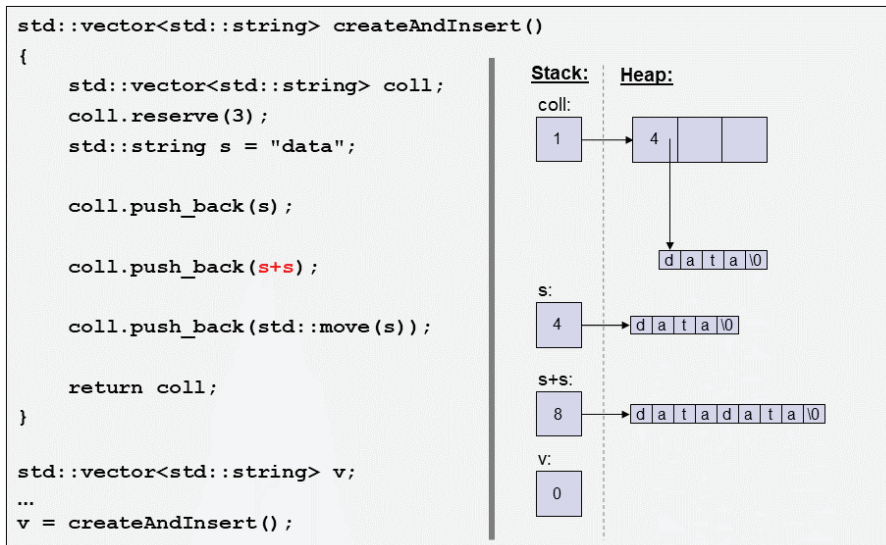 std::vector<std::string> createAndInsert()
{
    std::vector<std::string> coll;
    coll.reserve(3);
    std::string s = "data";

    coll.push_back(s);

    coll.push_back(s+s);

    coll.push_back(std::move(s));

    return coll;
}

std::vector<std::string> v;
...
v = createAndInsert();
Stack: Heap:
coll:
1 4
d a t a \0
s:
4 d a t a \0
s+s:
8 d a t a d a t a \0
v:
0